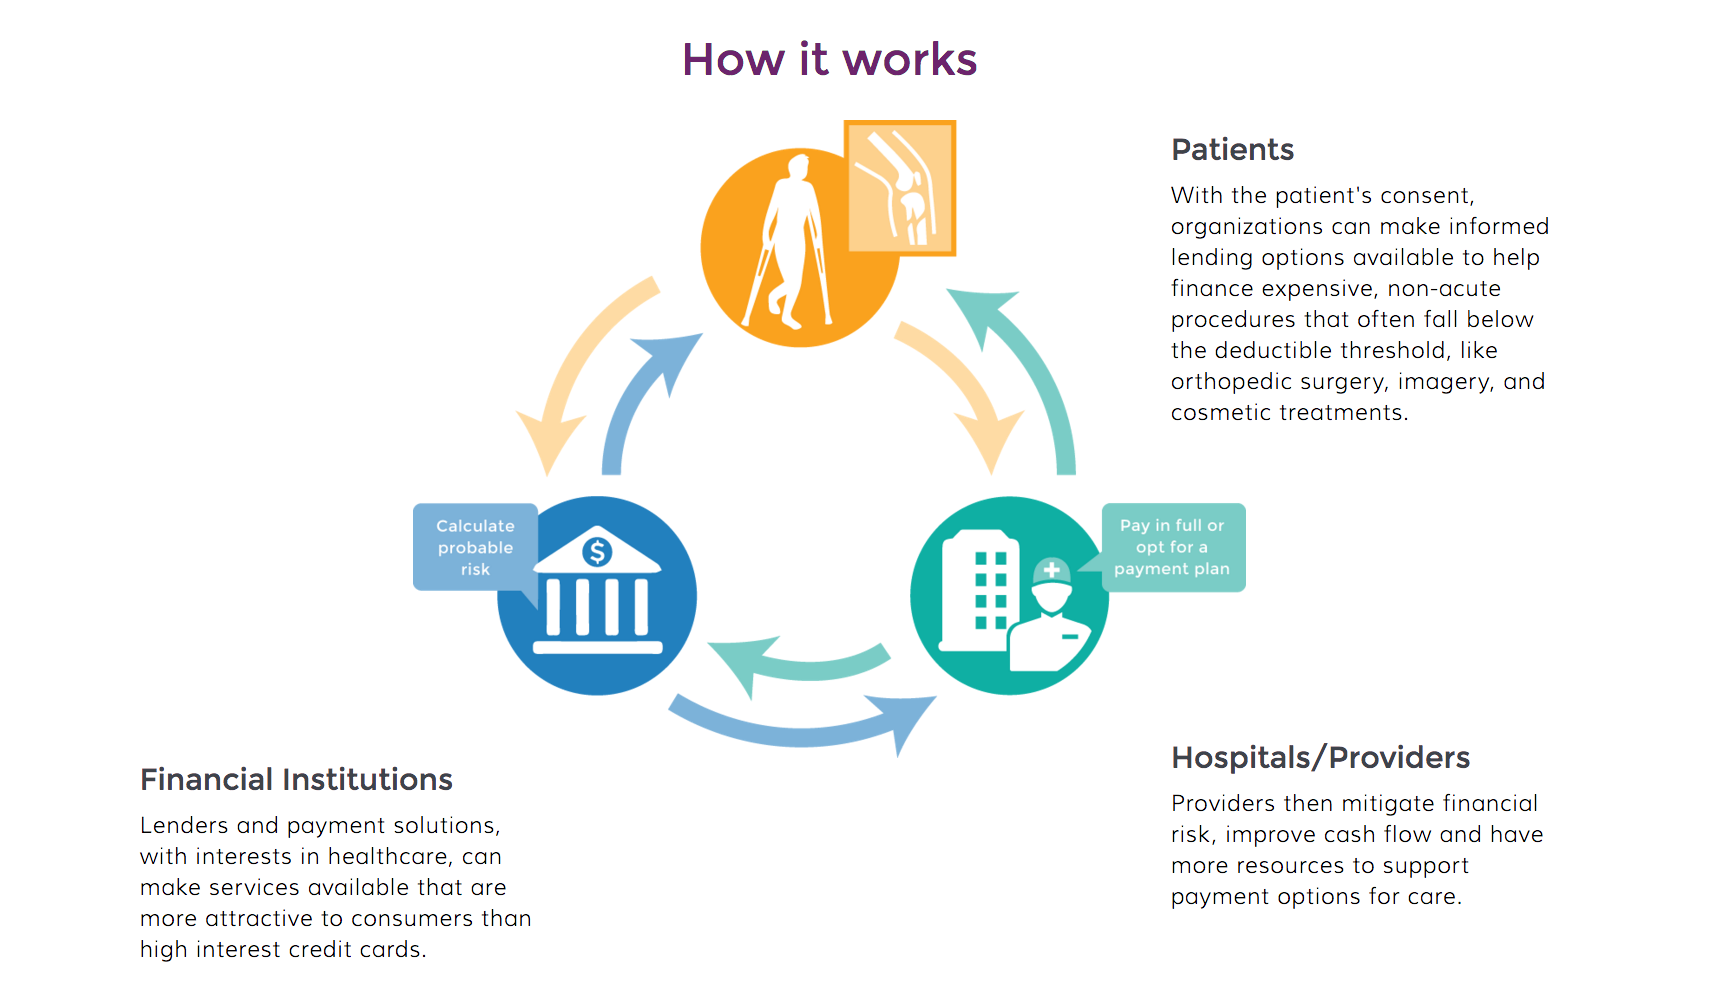 How it works
Patients
With the patient's consent,
organizations can make informed
lending options available to help
finance expensive, non-acute
procedures that often fall below
the deductible threshold, like
orthopedic surgery, imagery, and
cosmetic treatments.
Calculate
probable
risk
$
Pay in full or
opt for a
payment plan
Financial Institutions
Lenders and payment solutions,
with interests in healthcare, can
make services available that are
more attractive to consumers than
high interest credit cards.
Hospitals/Providers
Providers then mitigate financial
risk, improve cash flow and have
more resources to support
payment options for care.